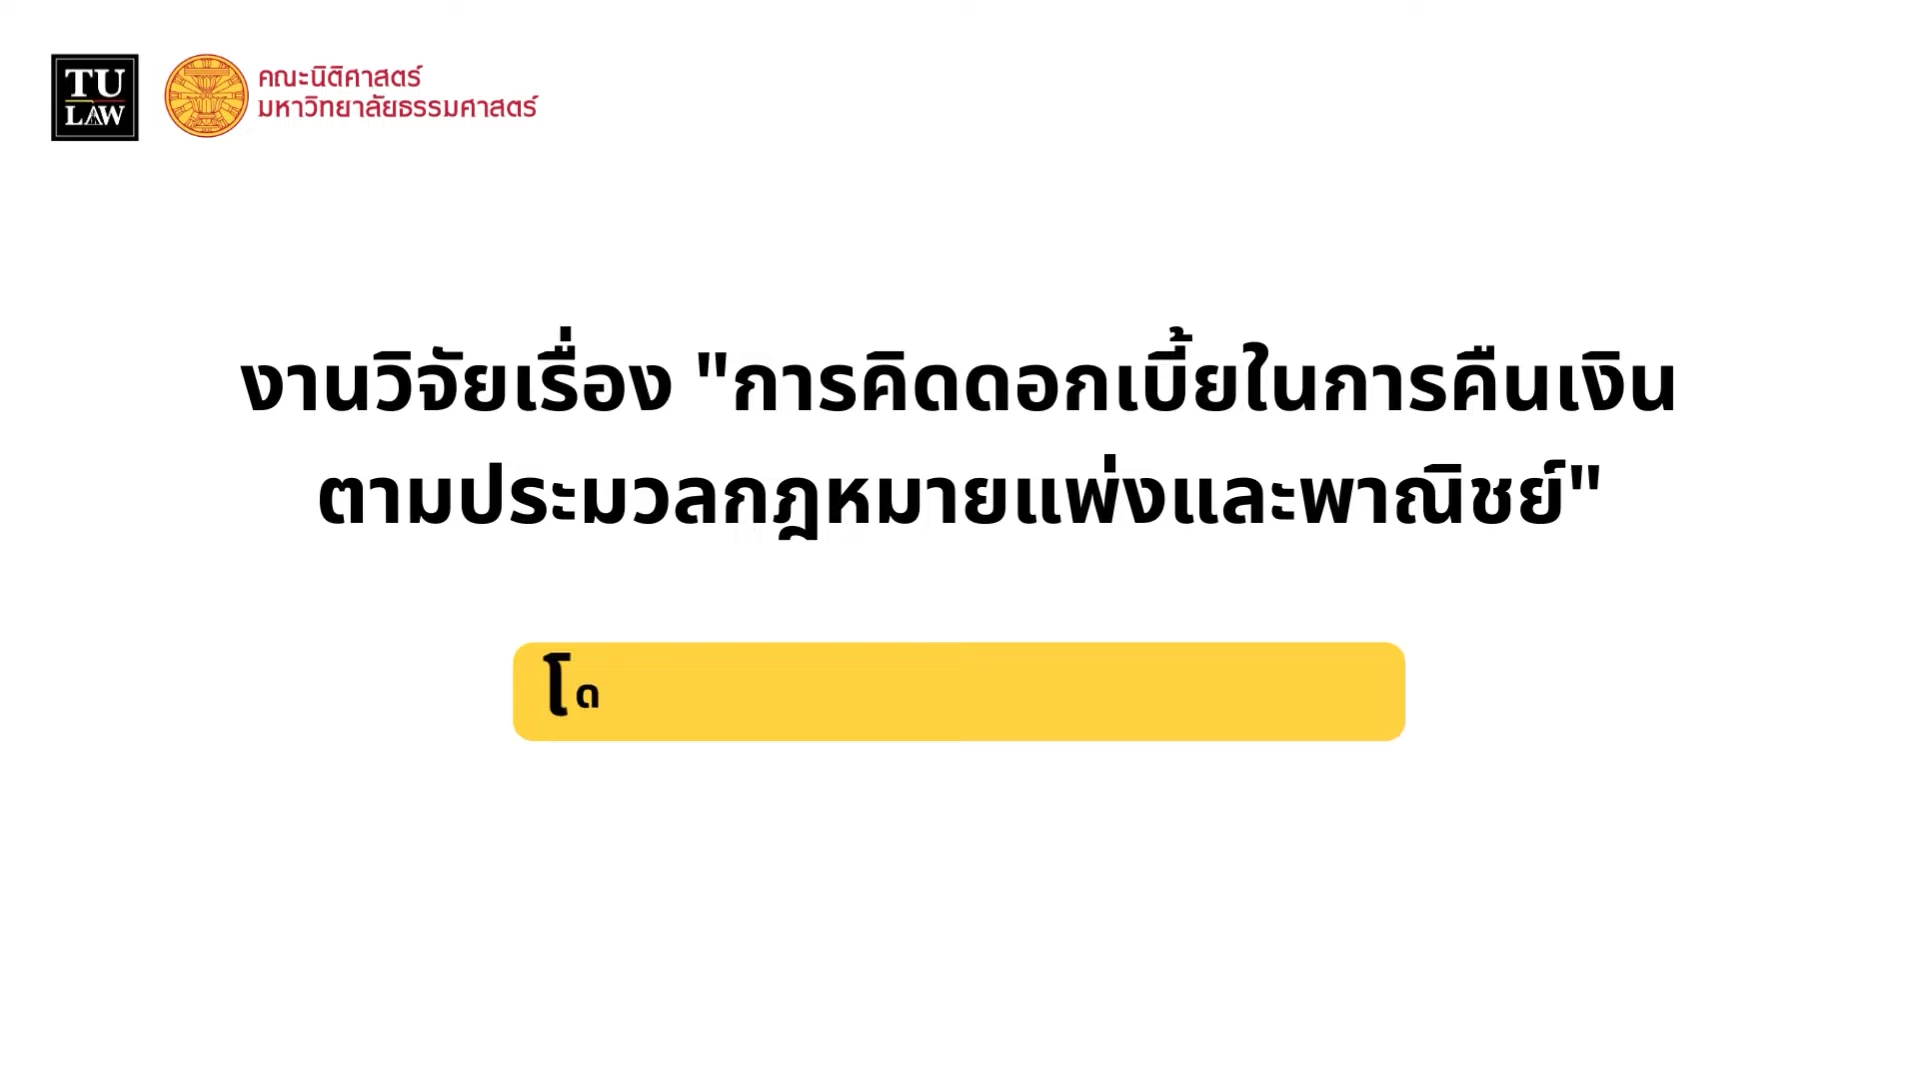 TU
LAW
คณะนิติศาสตร์
มหาวิทยาลัยธรรมศาสตร์
งานวิจัยเรื่อง "การคิดดอกเบี้ยในการคืนเงิน
ตามประมวลกฎหมายแพ่งและพาณิชย์"
โด